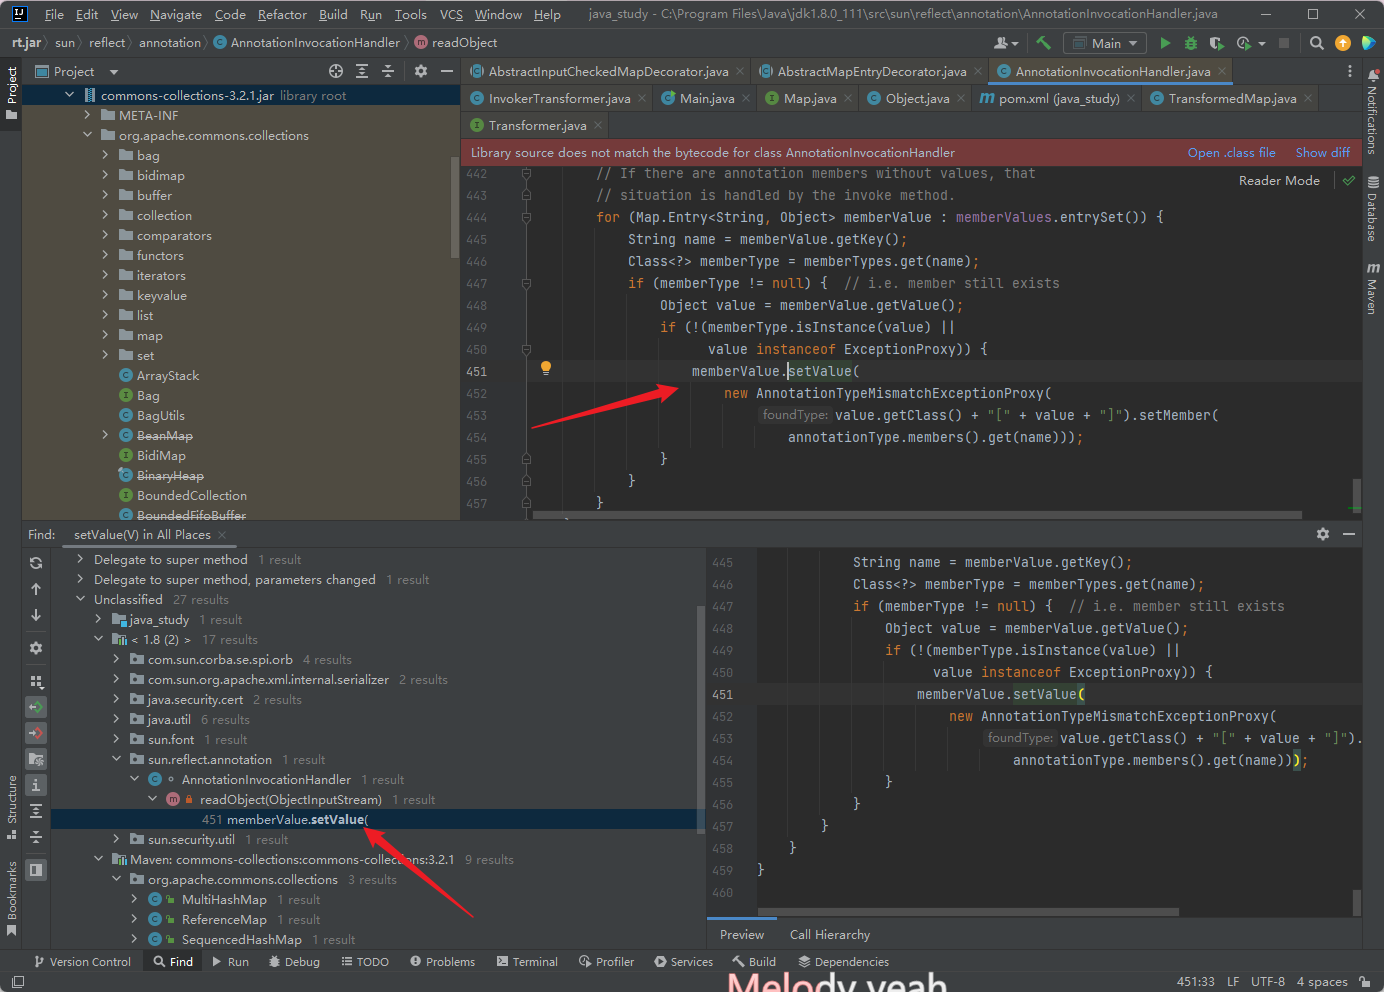 File Edit View Navigate Code Refactor Build Run Tools VCS Window Help java_study - C:\Program Files\Java\jdk1.8.0_111\src\sun\reflect\annotation\AnnotationInvocationHandler.java
rt.jar sun reflect annotation AnnotationInvocationHandler readObject
Main
Project
Project
commons-collections-3.2.1.jar library root
META-INF
org.apache.commons.collections
bag
bidimap
buffer
collection
comparators
functors
iterators
keyvalue
list
map
set
ArrayStack
Bag
BagUtils
BeanMap
BidiMap
BinaryHeap
BoundedCollection
BoundedFifoBuffer
AbstractInputCheckedMapDecorator.java AbstractMapEntryDecorator.java AnnotationInvocationHandler.java
InvokerTransformer.java Main.java Map.java Object.java pom.xml (java_study) TransformedMap.java
Transformer.java
Library source does not match the bytecode for class AnnotationInvocationHandler Open .class file Show diff
Reader Mode
442 // If there are annotation members without values, that
443 // situation is handled by the invoke method.
444 for (Map.Entry<String, Object> memberValue : memberValues.entrySet()) {
445 String name = memberValue.getKey();
446 Class<?> memberType = memberTypes.get(name);
447 if (memberType != null) { // i.e. member still exists
448 Object value = memberValue.getValue();
449 if (!(memberType.isInstance(value) ||
450 value instanceof ExceptionProxy)) {
451 memberValue.setValue(
452 new AnnotationTypeMismatchExceptionProxy(
453 foundType: value.getClass() + "[" + value + "]").setMember(
454 annotationType.members().get(name)));
455 }
456 }
457 }
Notifications
Database
Maven
Find: setValue(V) in All Places
Delegate to super method 1 result
Delegate to super method, parameters changed 1 result
Unclassified 27 results
java_study 1 result
< 1.8 (2) > 17 results
com.sun.corba.se.spi.orb 4 results
com.sun.org.apache.xml.internal.serializer 2 results
java.security.cert 2 results
java.util 6 results
sun.font 1 result
sun.reflect.annotation 1 result
AnnotationInvocationHandler 1 result
readObject(ObjectInputStream) 1 result
451 memberValue.setValue(
sun.security.util 1 result
Maven: commons-collections:commons-collections:3.2.1 9 results
org.apache.commons.collections 3 results
MultiHashMap 1 result
ReferenceMap 1 result
SequencedHashMap 1 result
Structure
Bookmarks
445 String name = memberValue.getKey();
446 Class<?> memberType = memberTypes.get(name);
447 if (memberType != null) { // i.e. member still exists
448 Object value = memberValue.getValue();
449 if (!(memberType.isInstance(value) ||
450 value instanceof ExceptionProxy)) {
451 memberValue.setValue(
452 new AnnotationTypeMismatchExceptionProxy(
453 foundType: value.getClass() + "[" + value + "]").
454 annotationType.members().get(name)));
455 }
456 }
457 }
458 }
459 }
460
Preview Call Hierarchy
Version Control Find Run Debug TODO Problems Terminal Profiler Services Build Dependencies
Melody yeah
451:33 LF UTF-8 4 spaces